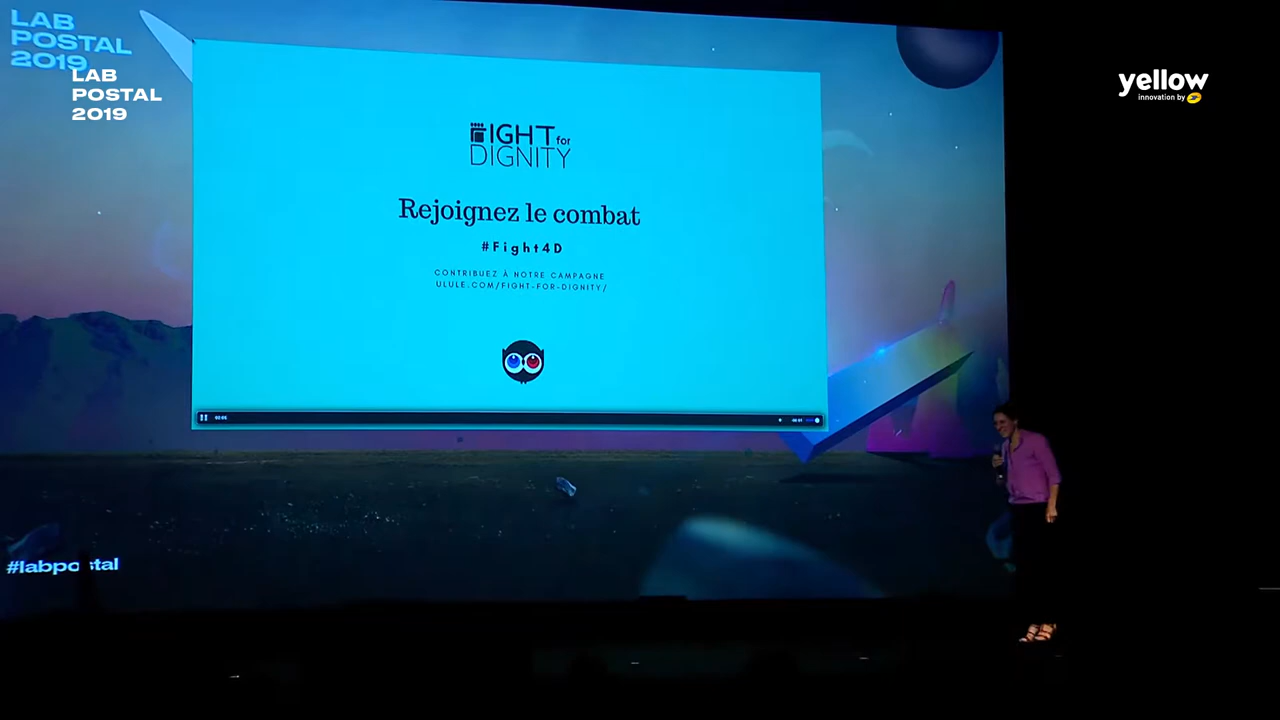 LAB
POSTAL
2019
LAB
POSTAL
2019
yellow
innovation by
FIGHT for
DIGNITY
Rejoignez le combat
#Fight4D
CONTRIBUEZ À NOTRE CAMPAGNE
ULULE.COM/FIGHT-FOR-DIGNITY/
#labpostal